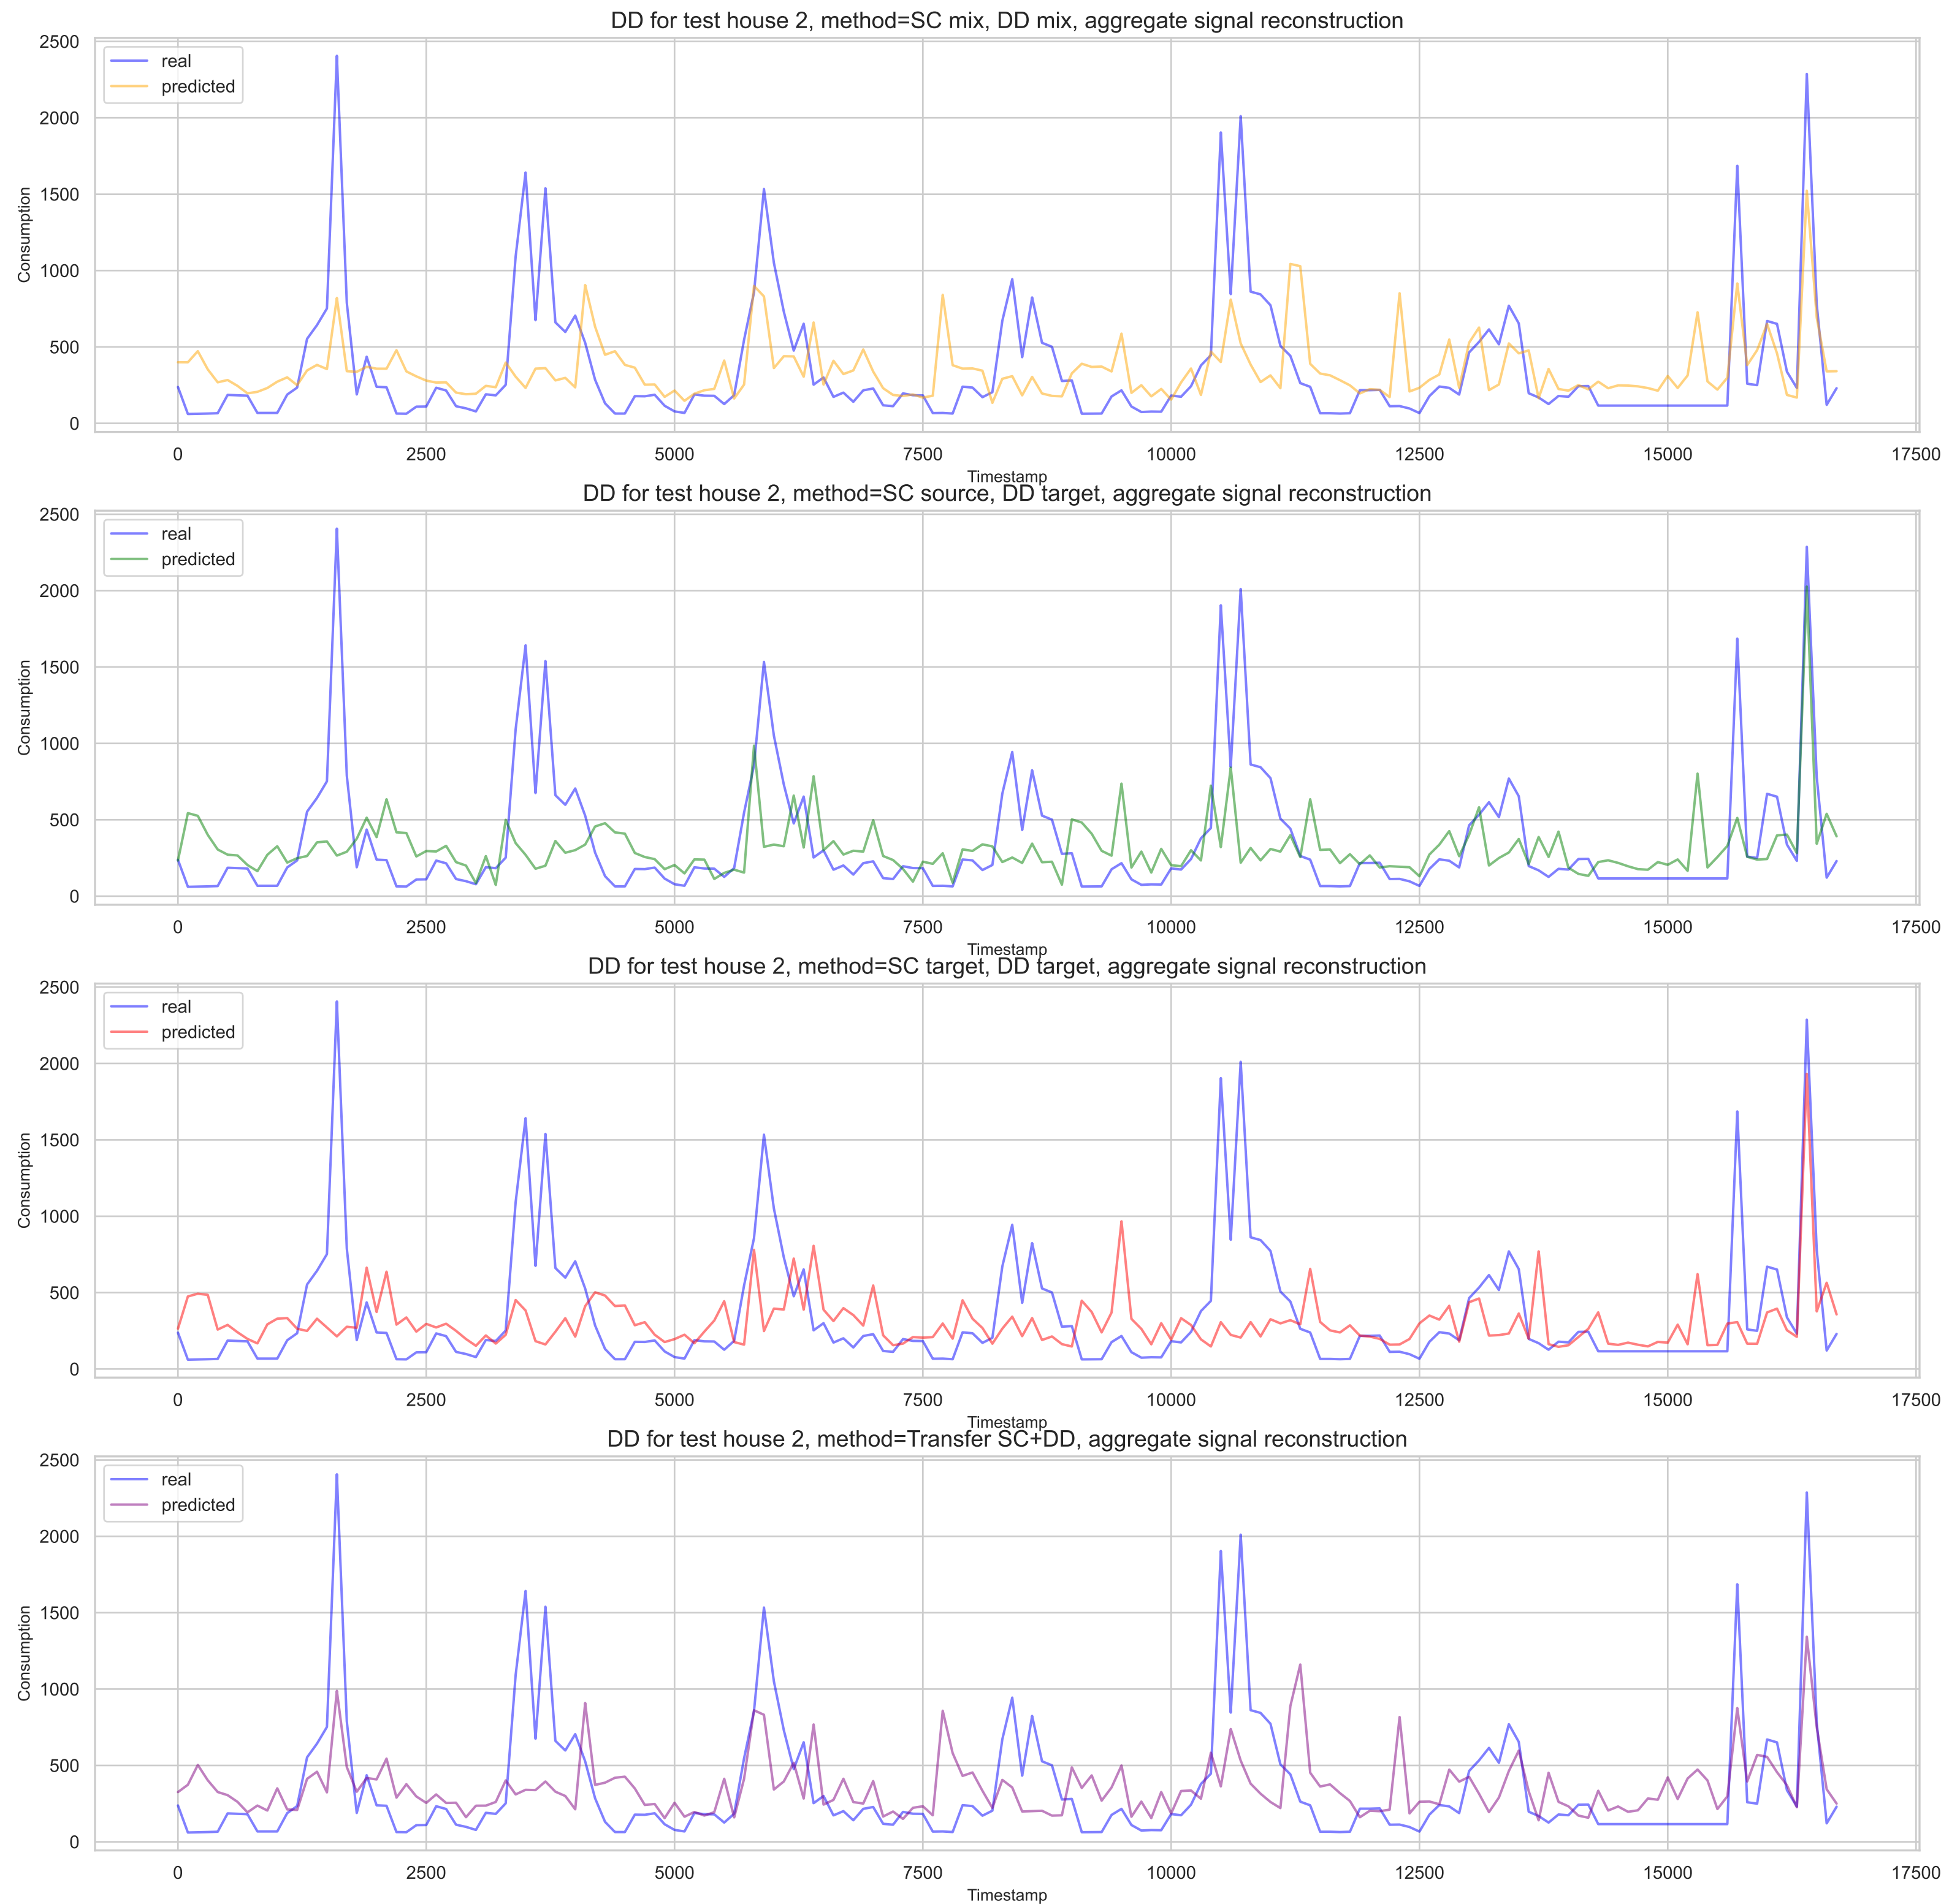 DD for test house 2, method=SC mix, DD mix, aggregate signal reconstruction
2500
2000
1500
1000
500
0
Consumption
real
predicted
0 2500 5000 7500 10000 12500 15000 17500
Timestamp
DD for test house 2, method=SC source, DD target, aggregate signal reconstruction
2500
2000
1500
1000
500
0
Consumption
real
predicted
0 2500 5000 7500 10000 12500 15000 17500
Timestamp
DD for test house 2, method=SC target, DD target, aggregate signal reconstruction
2500
2000
1500
1000
500
0
Consumption
real
predicted
0 2500 5000 7500 10000 12500 15000 17500
Timestamp
DD for test house 2, method=Transfer SC+DD, aggregate signal reconstruction
2500
2000
1500
1000
500
0
Consumption
real
predicted
0 2500 5000 7500 10000 12500 15000 17500
Timestamp